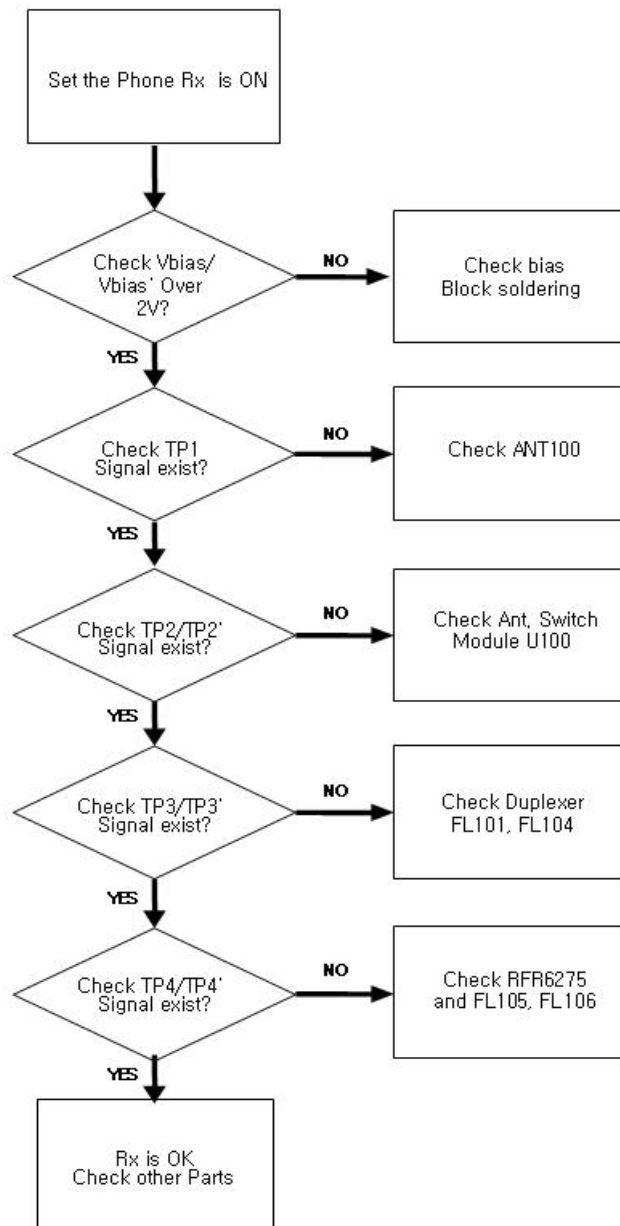 Set the Phone Rx is ON
Check Vbias/
Vbias' Over
2V?
NO
Check bias
Block soldering
YES
Check TP1
Signal exist?
NO
Check ANT100
YES
Check TP2/TP2'
Signal exist?
NO
Check Ant, Switch
Module U100
YES
Check TP3/TP3'
Signal exist?
NO
Check Duplexer
FL101, FL104
YES
Check TP4/TP4'
Signal exist?
NO
Check RFR6275
and FL105, FL106
YES
Rx is OK
Check other Parts